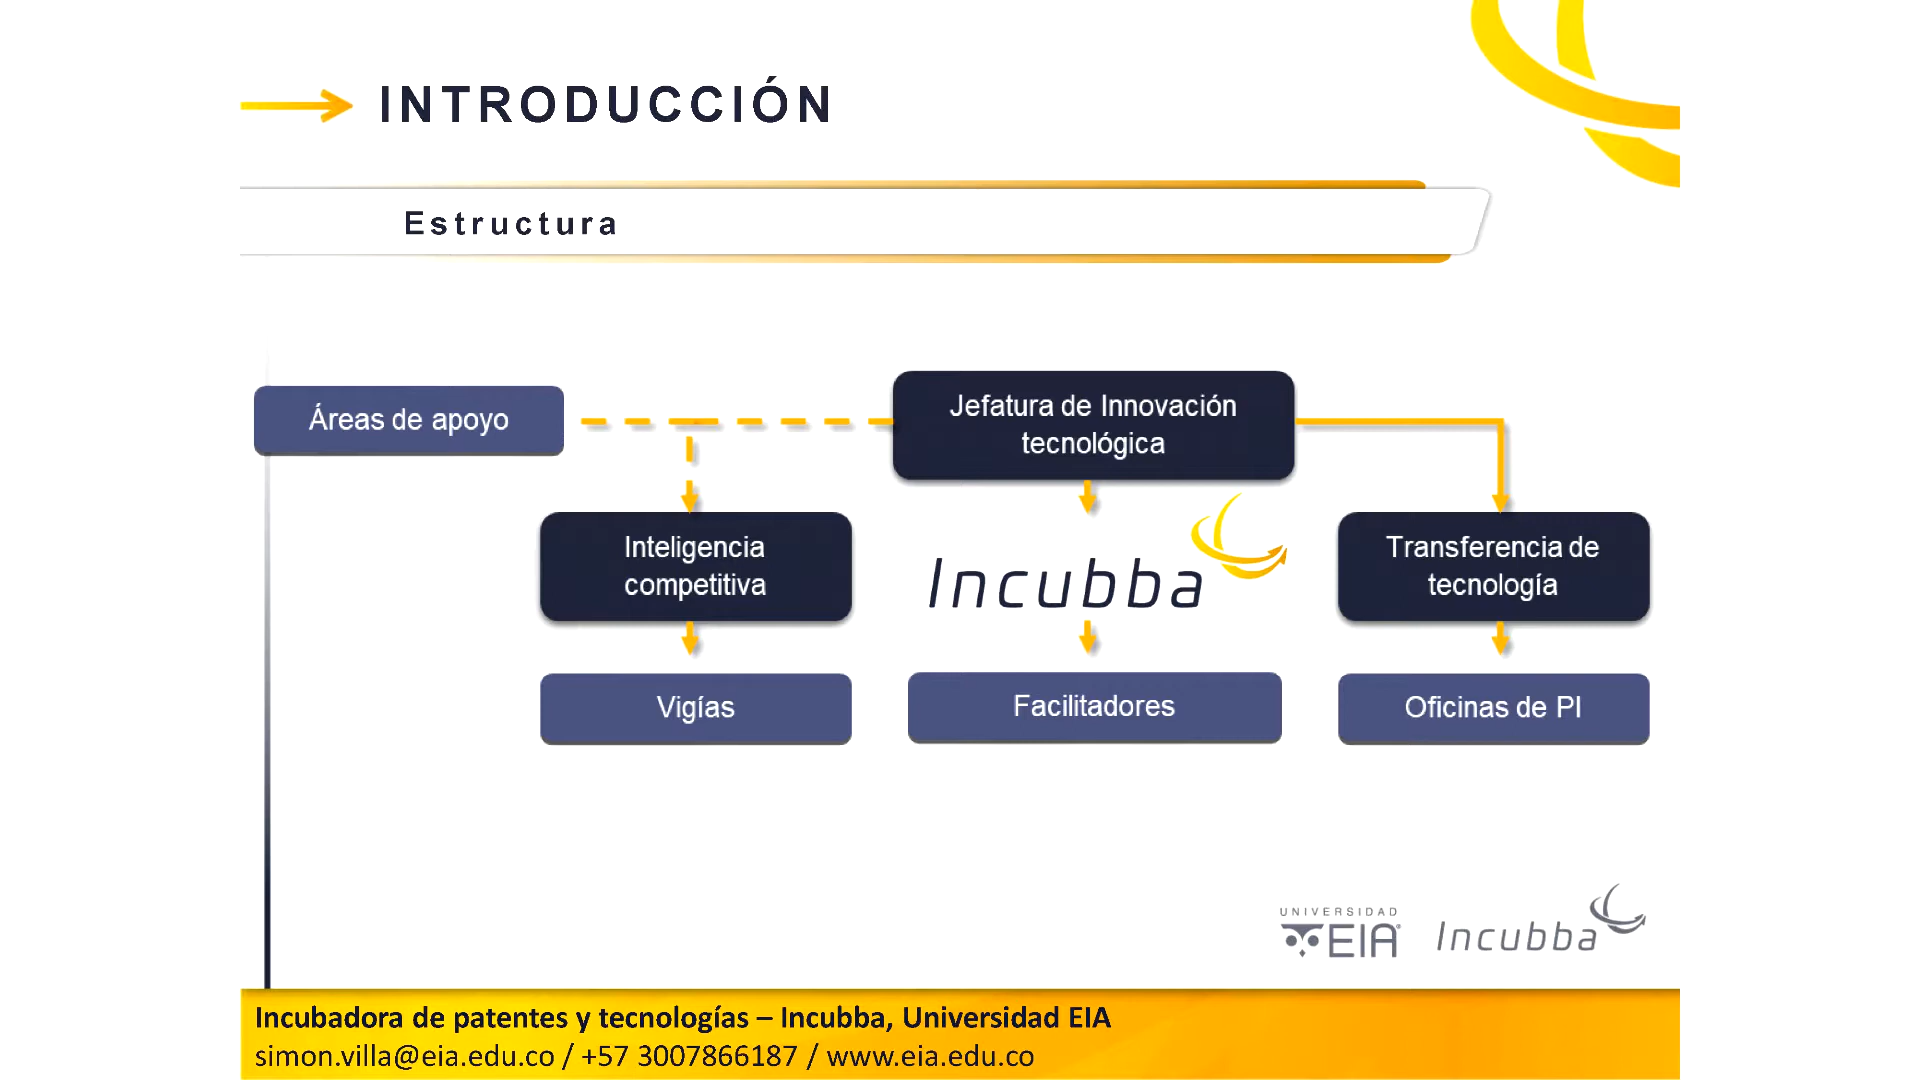 INTRODUCCIÓN
Estructura
Áreas de apoyo
Jefatura de Innovación
tecnológica
Inteligencia
competitiva
Incubba
Transferencia de
tecnología
Vigías
Facilitadores
Oficinas de PI
UNIVERSIDAD
EIA
Incubba
Incubadora de patentes y tecnologías – Incubba, Universidad EIA
simon.villa@eia.edu.co / +57 3007866187 / www.eia.edu.co